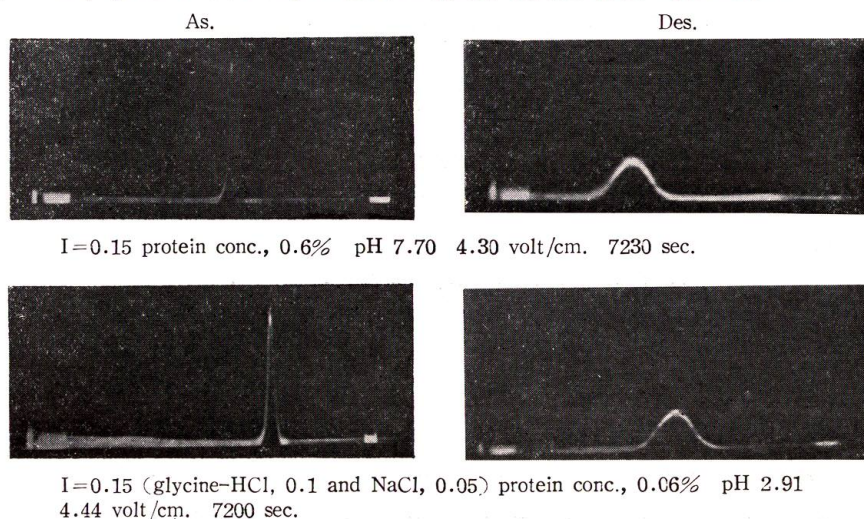 As. Des.
I=0.15 protein conc., 0.6% pH 7.70 4.30 volt/cm. 7230 sec.
I=0.15 (glycine-HCl, 0.1 and NaCl, 0.05) protein conc., 0.06% pH 2.91
4.44 volt/cm. 7200 sec.